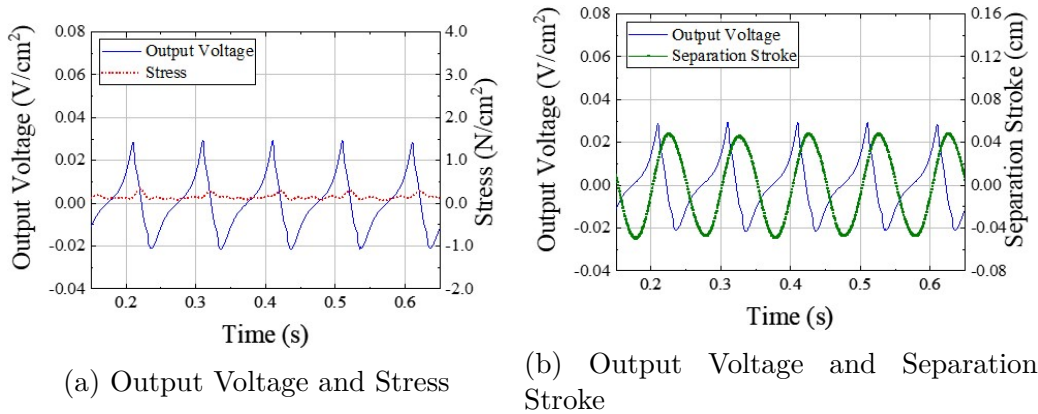 0.08
0.06
0.04
0.02
0.00
-0.02
-0.04
Output Voltage (V/cm²)
Output Voltage
Stress
4.0
3.0
2.0
1.0
0.0
-1.0
-2.0
Stress (N/cm²)
0.2 0.3 0.4 0.5 0.6
Time (s)
(a) Output Voltage and Stress
0.08
0.06
0.04
0.02
0.00
-0.02
-0.04
Output Voltage (V/cm²)
Output Voltage
Separation Stroke
0.16
0.12
0.08
0.04
0.00
-0.04
-0.08
Separation Stroke (cm)
0.2 0.3 0.4 0.5 0.6
Time (s)
(b) Output Voltage and Separation
Stroke